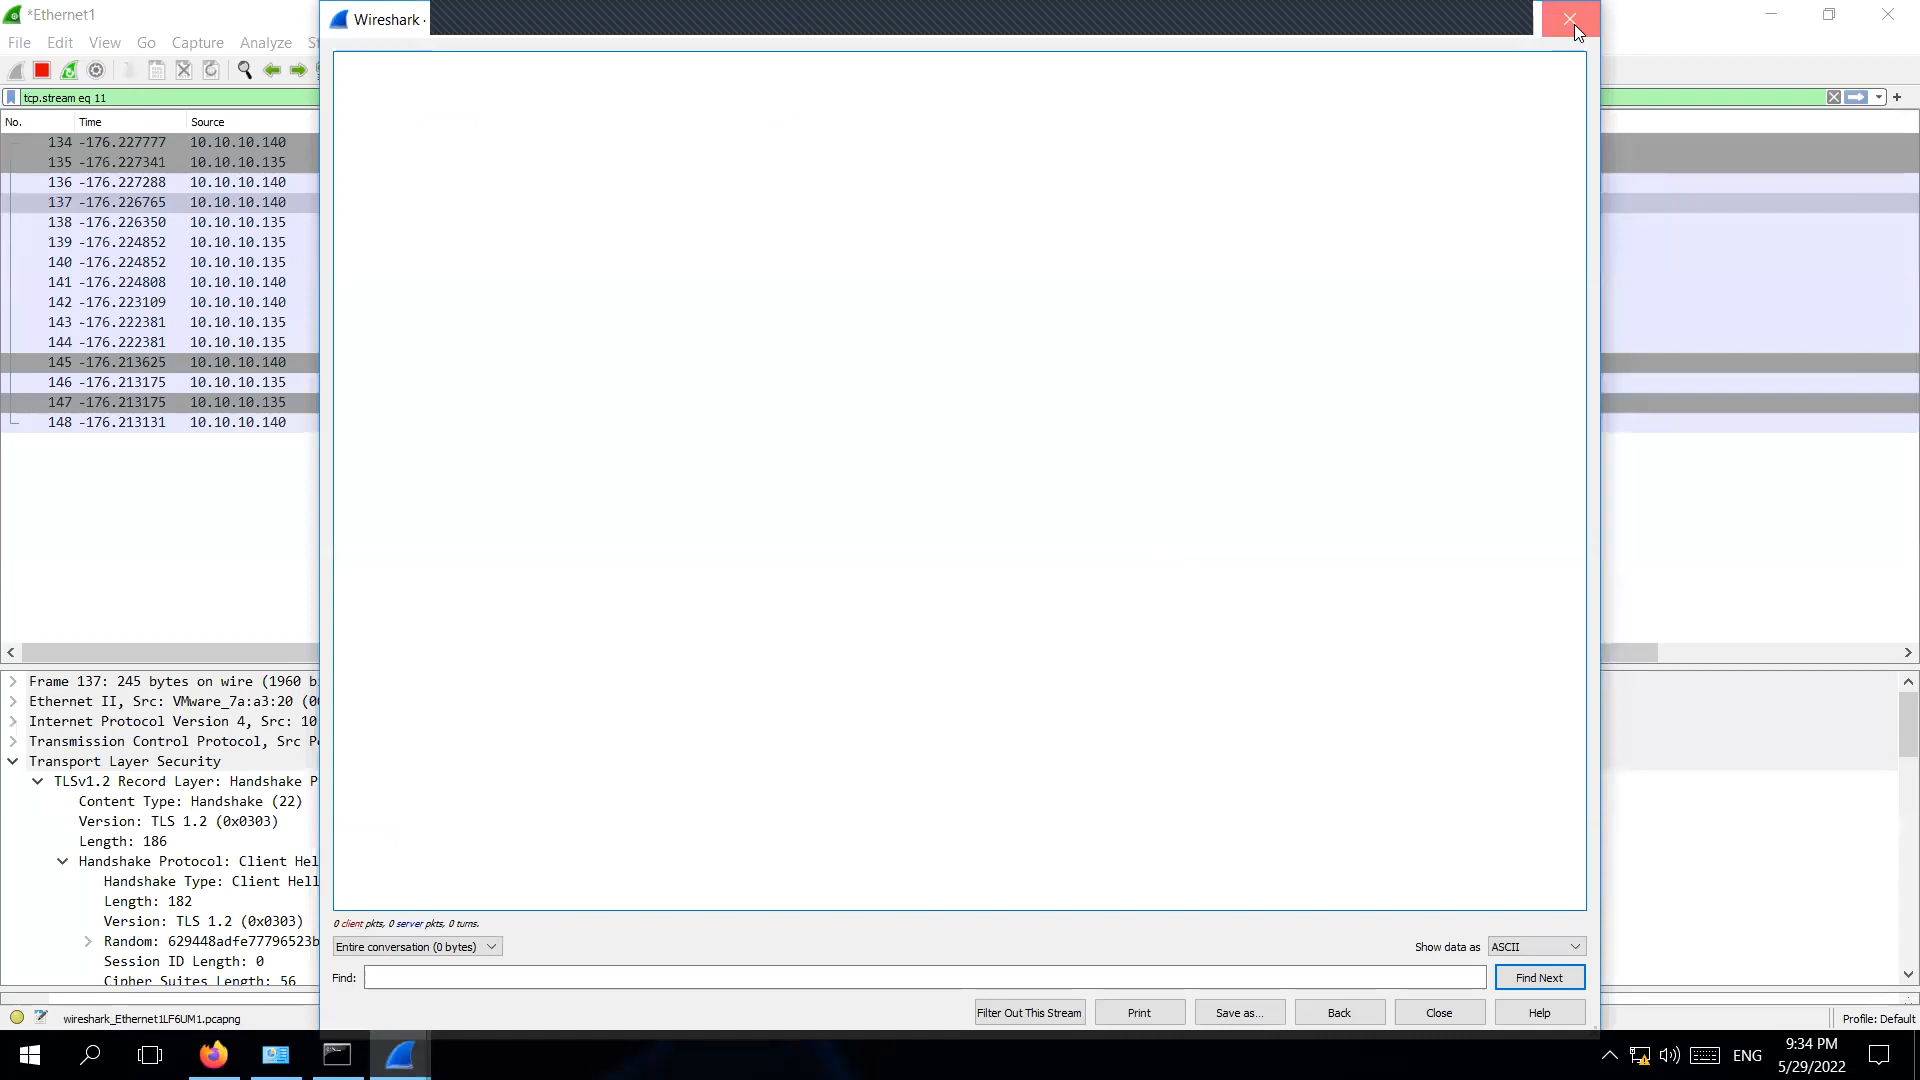 *Ethernet1
File Edit View Go Capture Analyze St
tcp.stream eq 11
No. Time Source
134 -176.227777 10.10.10.140
135 -176.227341 10.10.10.135
136 -176.227288 10.10.10.140
137 -176.226765 10.10.10.140
138 -176.226350 10.10.10.135
139 -176.224852 10.10.10.135
140 -176.224852 10.10.10.135
141 -176.224808 10.10.10.140
142 -176.223109 10.10.10.140
143 -176.222381 10.10.10.135
144 -176.222381 10.10.10.135
145 -176.213625 10.10.10.140
146 -176.213175 10.10.10.135
147 -176.213175 10.10.10.135
148 -176.213131 10.10.10.140
Frame 137: 245 bytes on wire (1960 b
Ethernet II, Src: VMware_7a:a3:20 (00
Internet Protocol Version 4, Src: 10
Transmission Control Protocol, Src P
Transport Layer Security
TLSv1.2 Record Layer: Handshake P
Content Type: Handshake (22)
Version: TLS 1.2 (0x0303)
Length: 186
Handshake Protocol: Client Hel
Handshake Type: Client Hell
Length: 182
Version: TLS 1.2 (0x0303)
Random: 629448adfe77796523b
Session ID Length: 0
Cipher Suites Length: 56
wireshark_Ethernet1LF6UM1.pcapng
Profile: Default
Wireshark ·
0 client pkts, 0 server pkts, 0 turns.
Entire conversation (0 bytes)
Show data as ASCII
Find:
Find Next
Filter Out This Stream Print Save as... Back Close Help
ENG
9:34 PM
5/29/2022